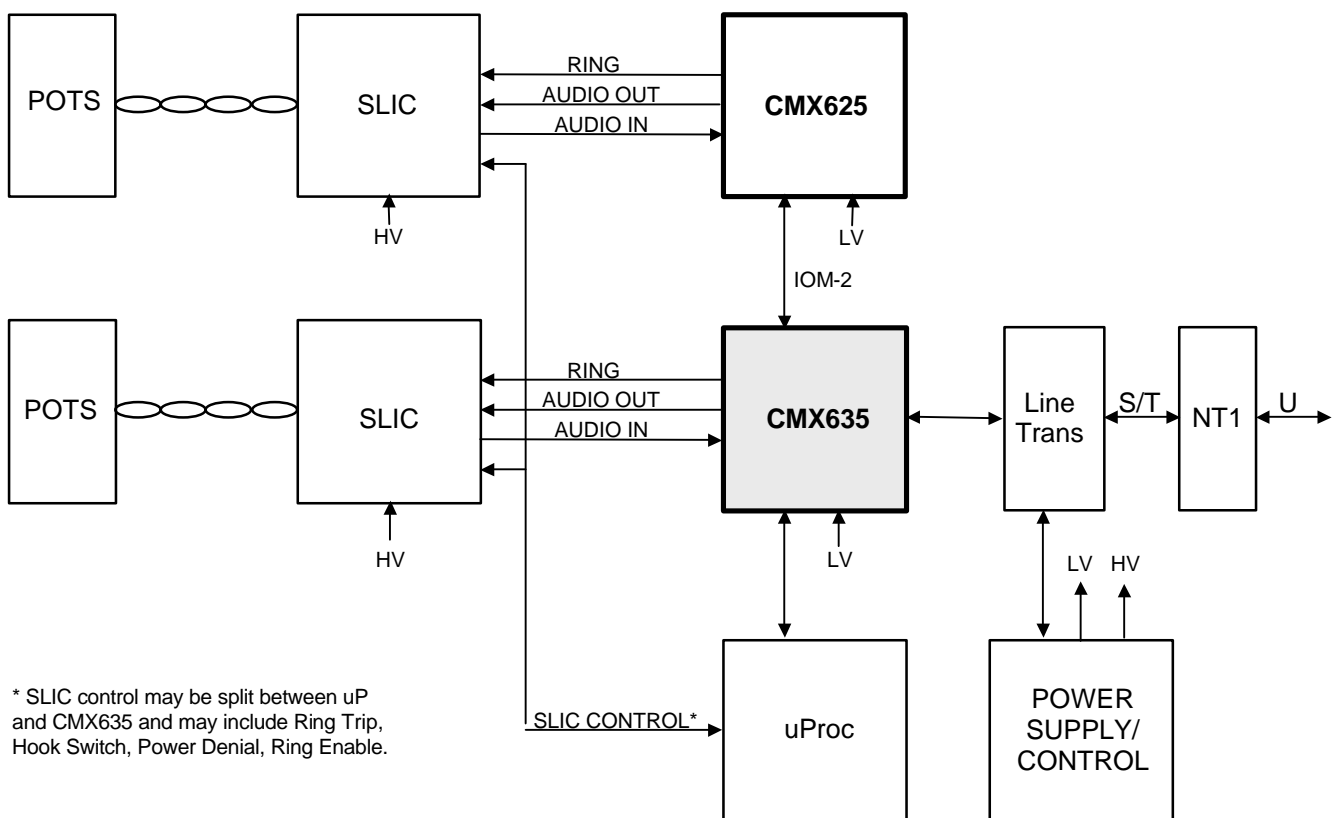 POTS
SLIC
RING
AUDIO OUT
AUDIO IN
CMX625
HV
LV
IOM-2
POTS
SLIC
RING
AUDIO OUT
AUDIO IN
CMX635
Line
Trans
S/T
NT1
U
HV
LV
LV
HV
* SLIC control may be split between uP
and CMX635 and may include Ring Trip,
Hook Switch, Power Denial, Ring Enable.
SLIC CONTROL*
uProc
POWER
SUPPLY/
CONTROL